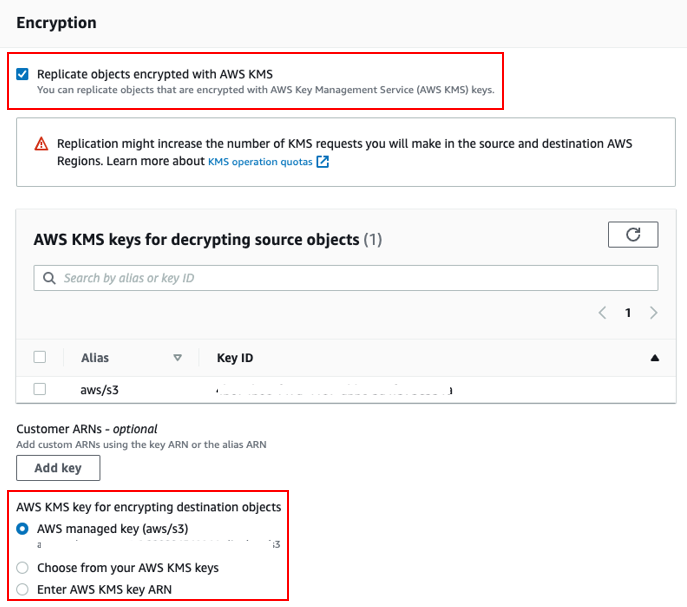 Encryption
Replicate objects encrypted with AWS KMS
You can replicate objects that are encrypted with AWS Key Management Service (AWS KMS) keys.
Replication might increase the number of KMS requests you will make in the source and destination AWS
Regions. Learn more about KMS operation quotas
AWS KMS keys for decrypting source objects (1)
Search by alias or key ID
1
Alias Key ID
aws/s3
Customer ARNs - optional
Add custom ARNs using the key ARN or the alias ARN
Add key
AWS KMS key for encrypting destination objects
AWS managed key (aws/s3)
Choose from your AWS KMS keys
Enter AWS KMS key ARN